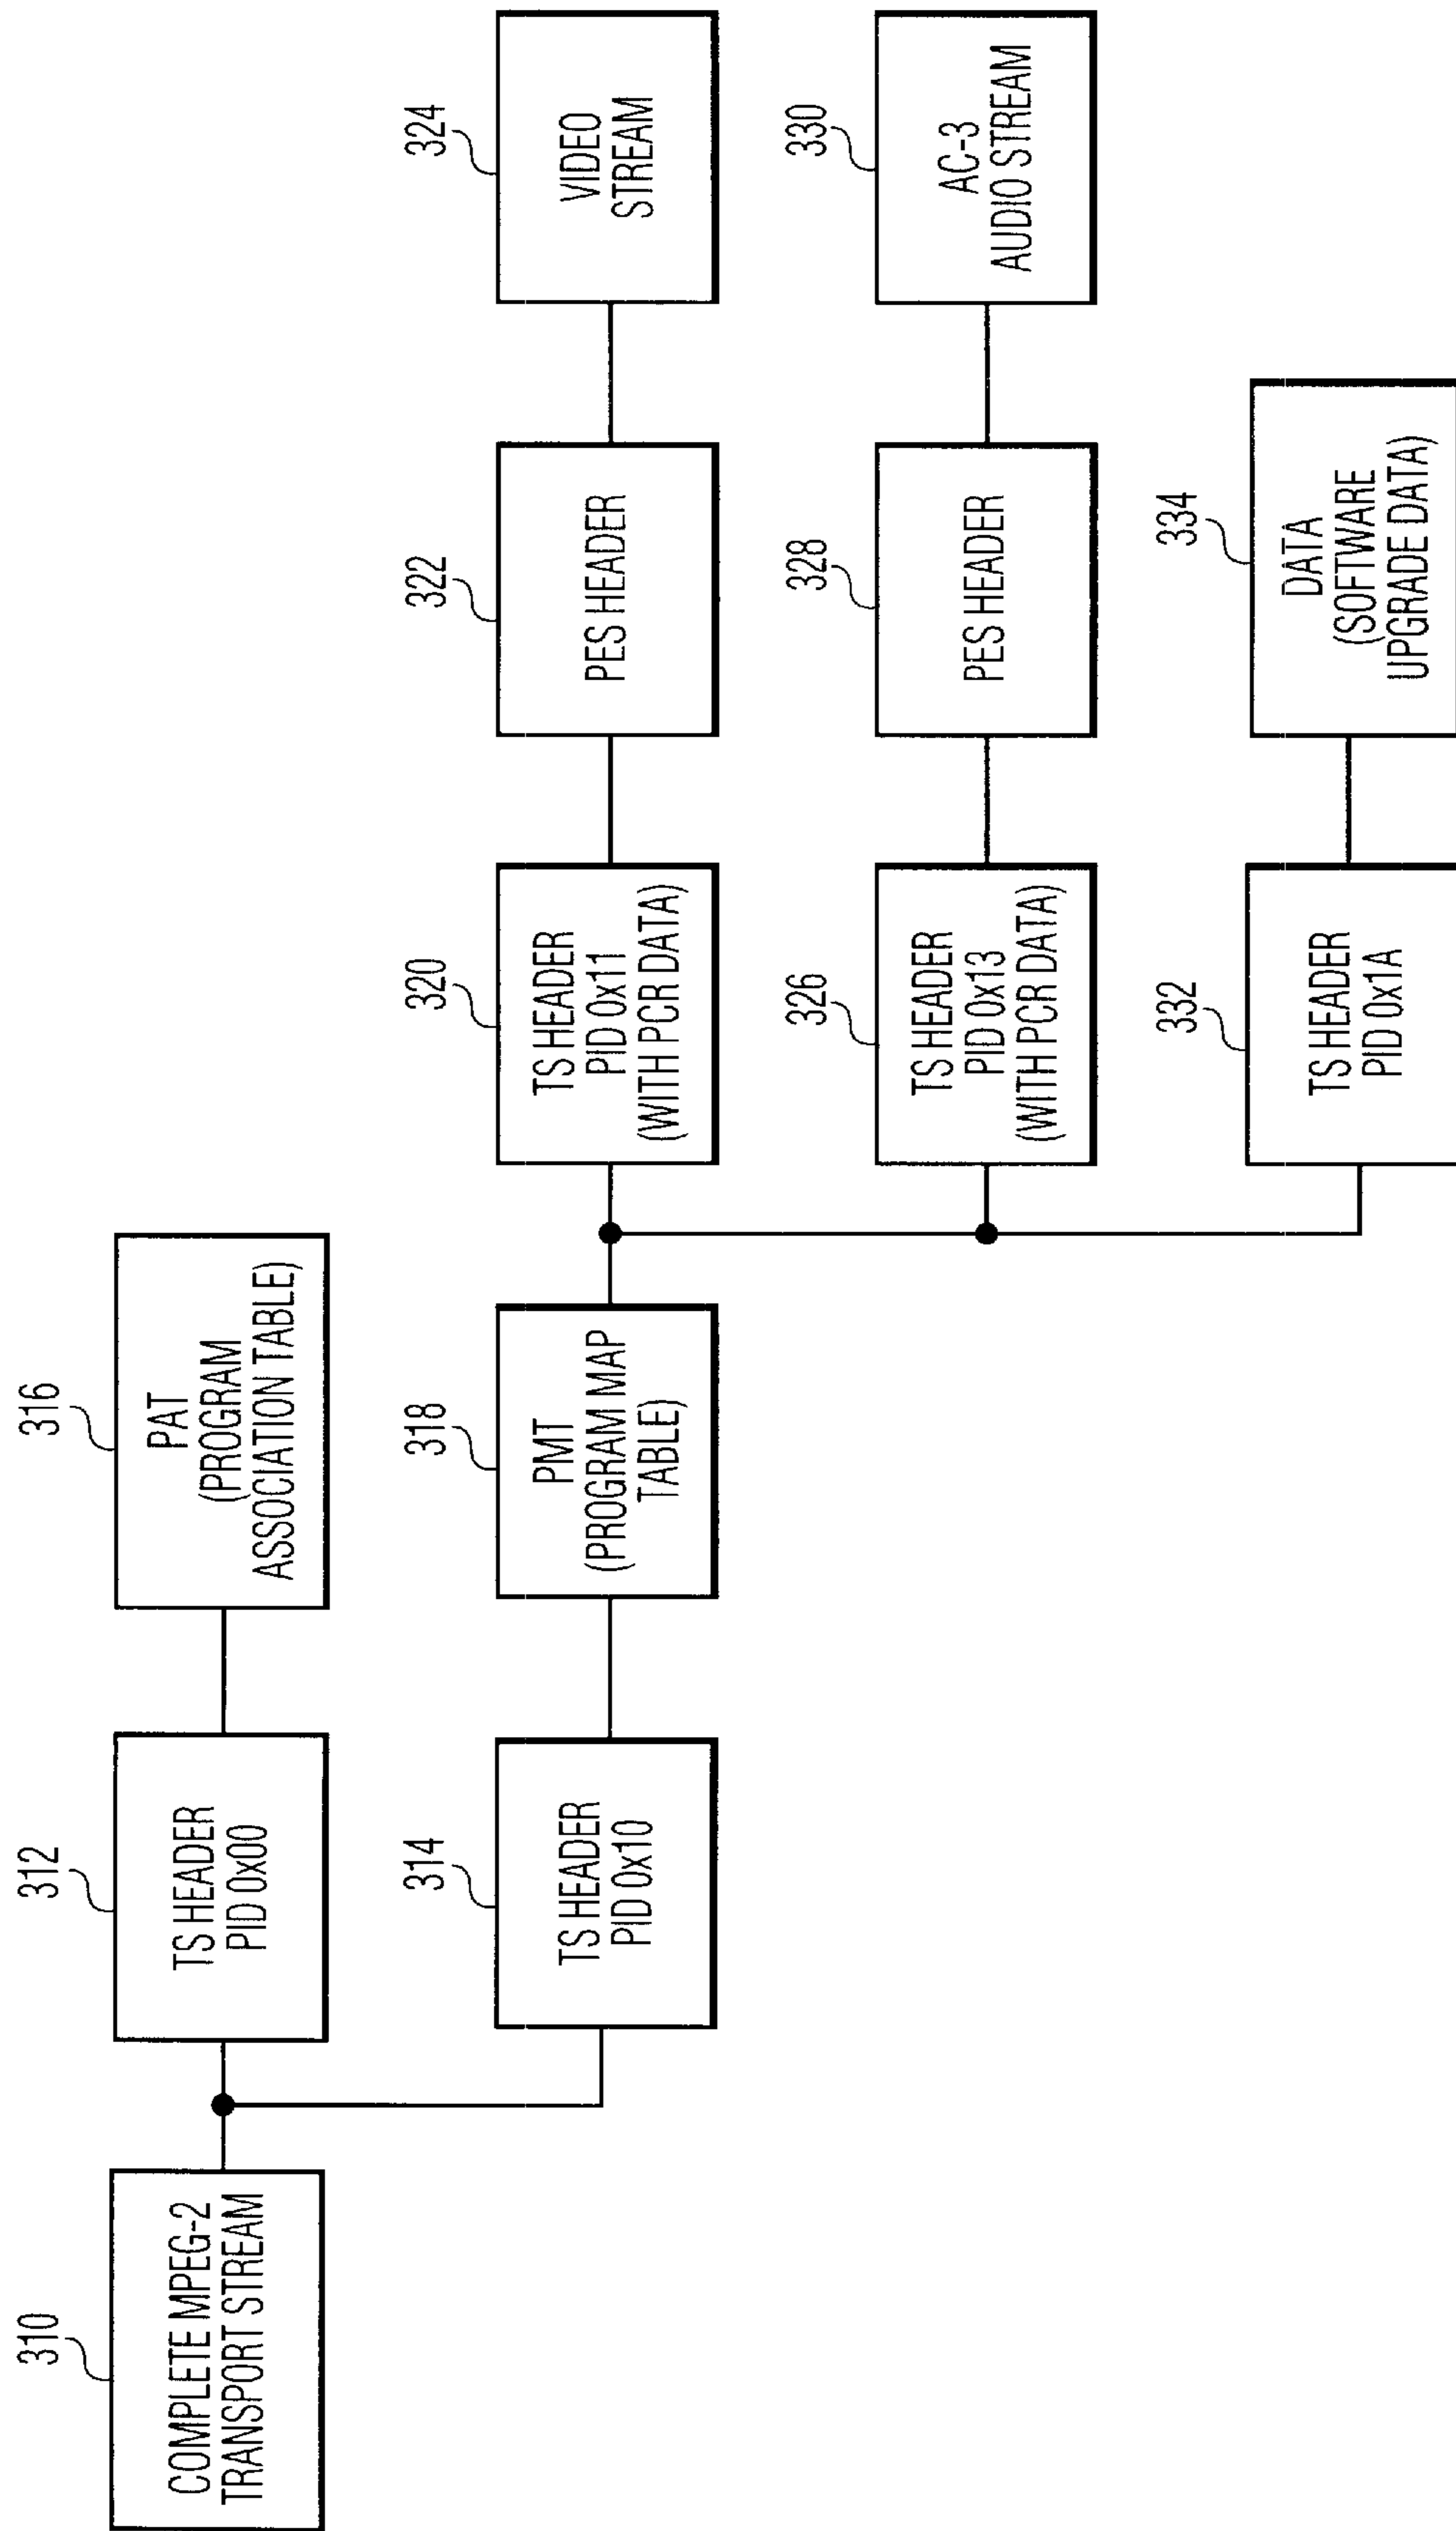 310
COMPLETE MPEG-2
TRANSPORT STREAM
312
TS HEADER
PID 0x00
316
PAT
(PROGRAM
ASSOCIATION TABLE)
314
TS HEADER
PID 0x10
318
PMT
(PROGRAM MAP
TABLE)
320
TS HEADER
PID 0x11
(WITH PCR DATA)
322
PES HEADER
324
VIDEO
STREAM
326
TS HEADER
PID 0x13
(WITH PCR DATA)
328
PES HEADER
330
AC-3
AUDIO STREAM
332
TS HEADER
PID 0x1A
334
DATA
(SOFTWARE
UPGRADE DATA)